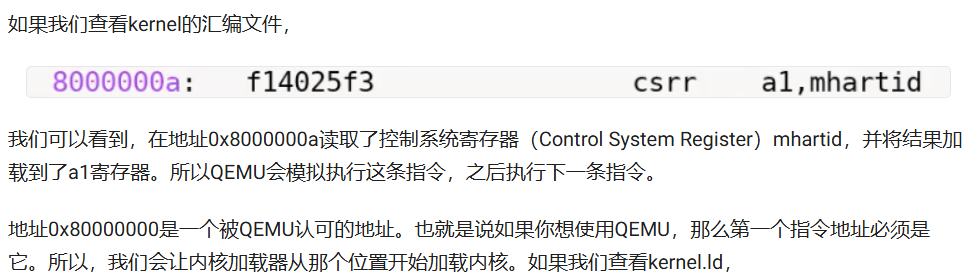 如果我们查看kernel的汇编文件，
8000000a: f14025f3 csrr a1,mhartid
我们可以看到，在地址0x8000000a读取了控制系统寄存器（Control System Register）mhartid，并将结果加
载到了a1寄存器。所以QEMU会模拟执行这条指令，之后执行下一条指令。
地址0x80000000是一个被QEMU认可的地址。也就是说如果你想使用QEMU，那么第一个指令地址必须是
它。所以，我们会让内核加载器从那个位置开始加载内核。如果我们查看kernel.ld，